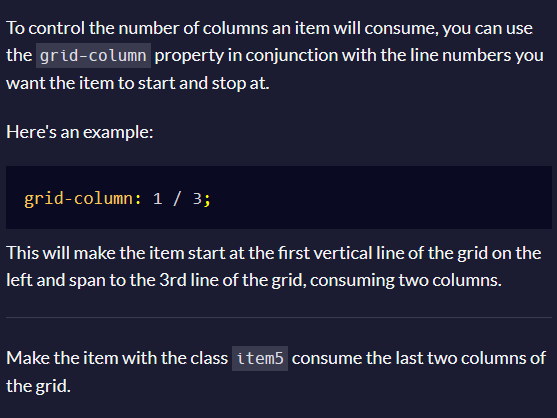 To control the number of columns an item will consume, you can use
the grid-column property in conjunction with the line numbers you
want the item to start and stop at.
Here's an example:
grid-column: 1 / 3;
This will make the item start at the first vertical line of the grid on the
left and span to the 3rd line of the grid, consuming two columns.
Make the item with the class item5 consume the last two columns of
the grid.